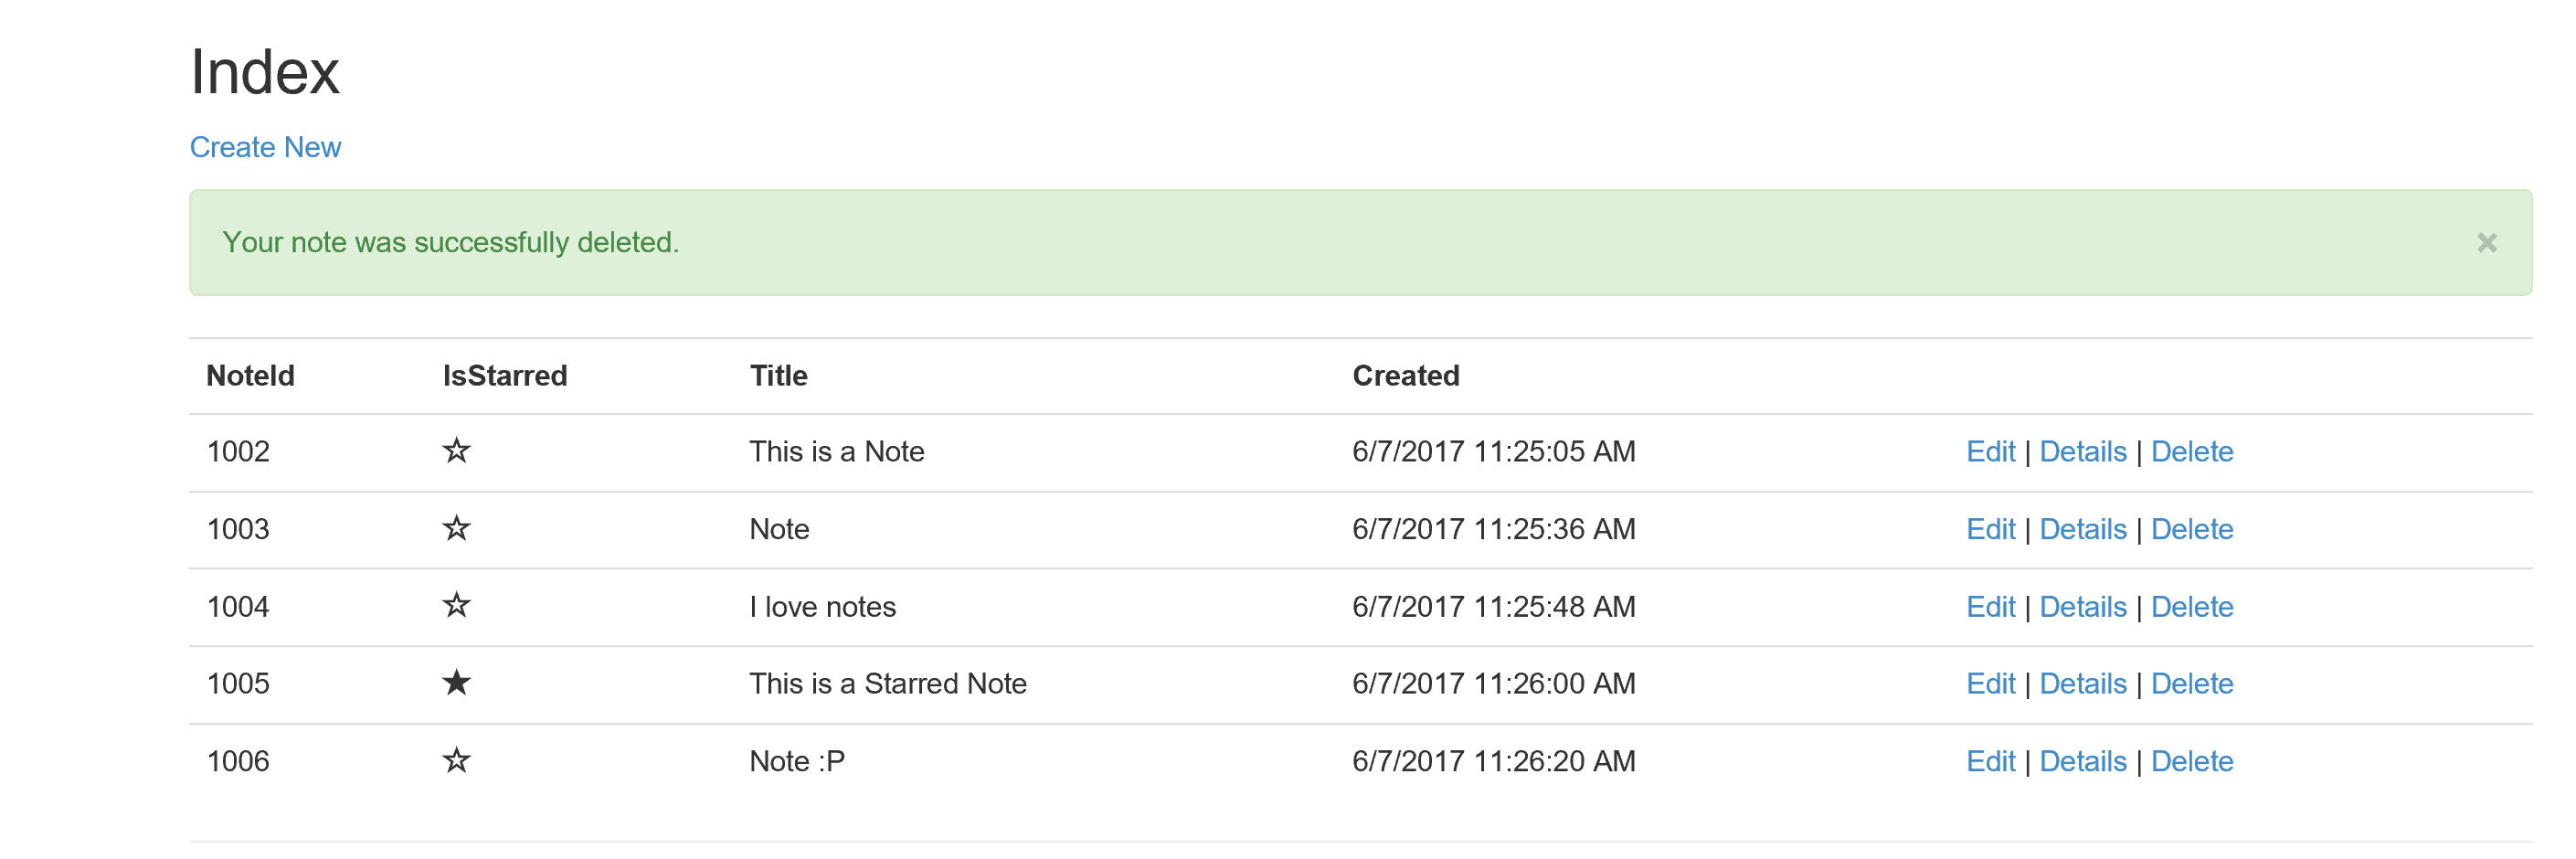 Index
Create New
Your note was successfully deleted. ×
NoteId IsStarred Title Created
1002 ☆ This is a Note 6/7/2017 11:25:05 AM Edit | Details | Delete
1003 ☆ Note 6/7/2017 11:25:36 AM Edit | Details | Delete
1004 ☆ I love notes 6/7/2017 11:25:48 AM Edit | Details | Delete
1005 ★ This is a Starred Note 6/7/2017 11:26:00 AM Edit | Details | Delete
1006 ☆ Note :P 6/7/2017 11:26:20 AM Edit | Details | Delete